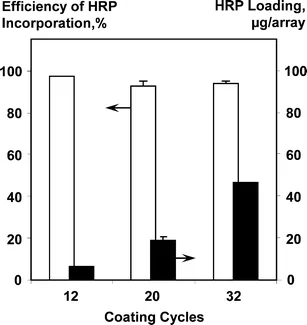 Efficiency of HRP
Incorporation,%
HRP Loading,
µg/array
100
80
60
40
20
0
100
80
60
40
20
0
12 20 32
Coating Cycles